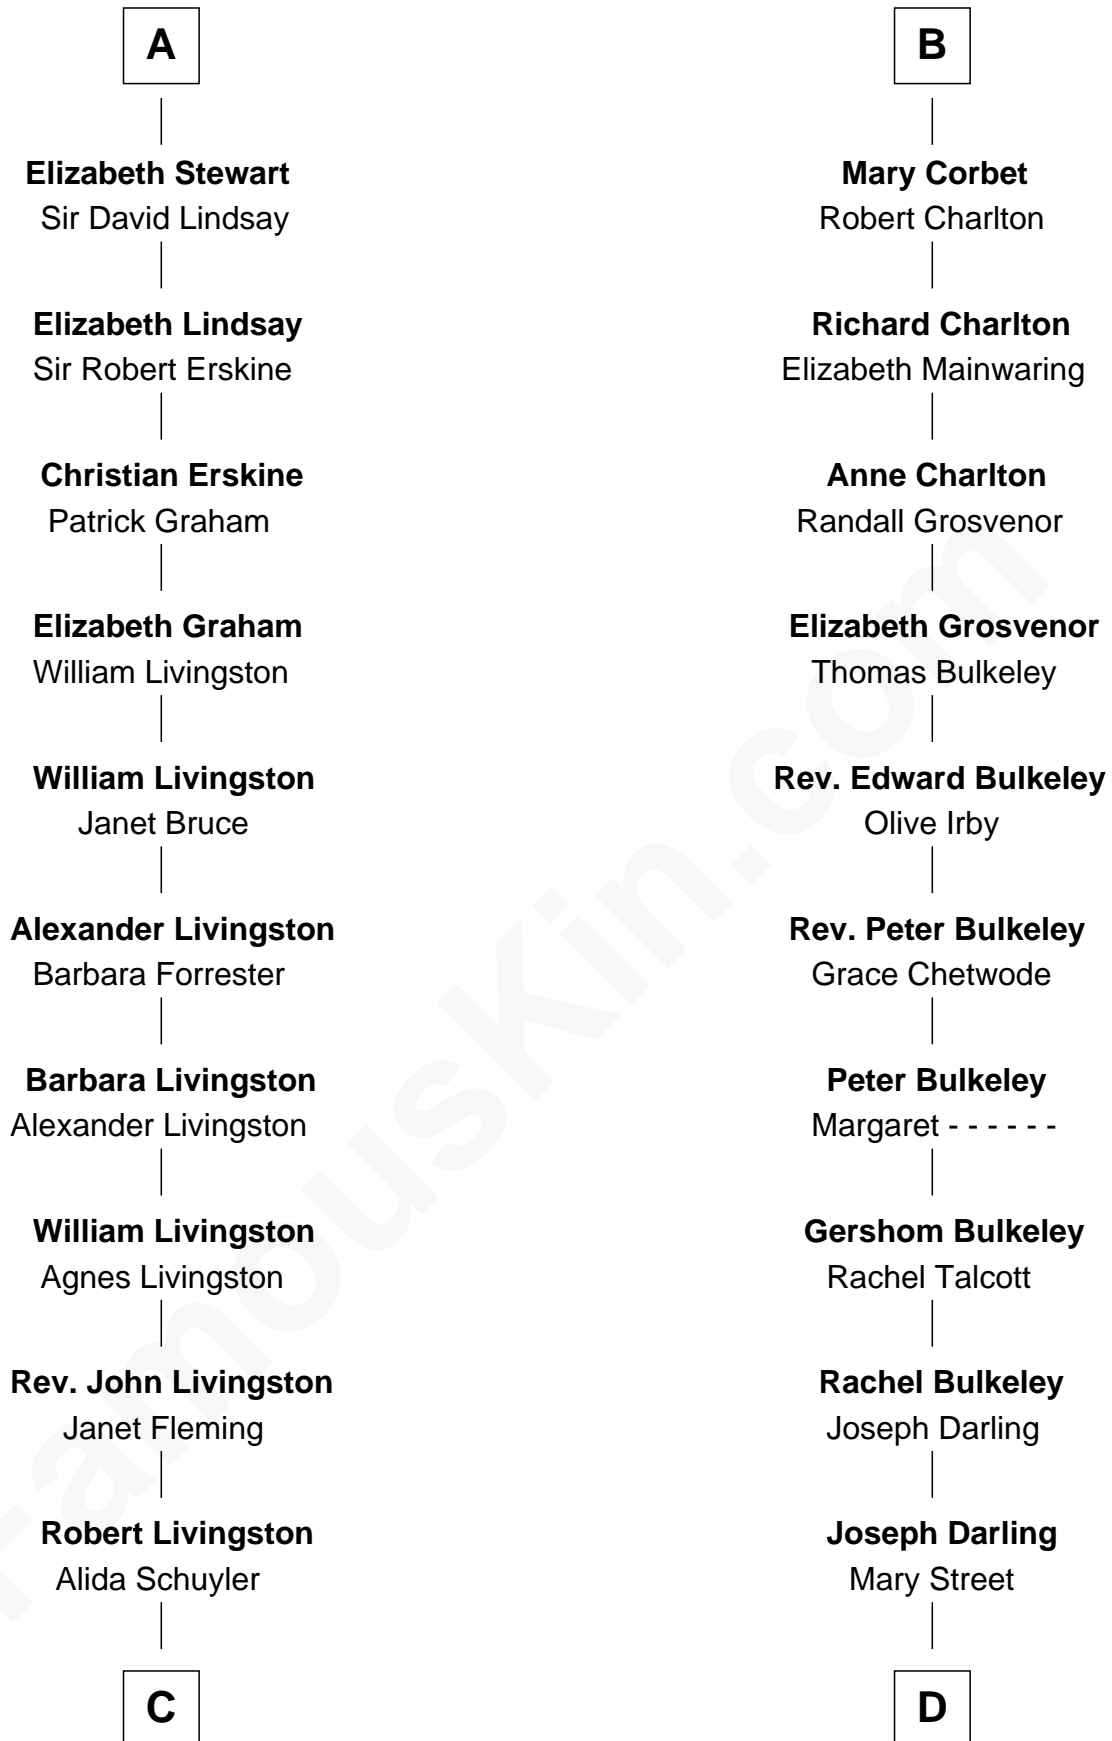 A
Elizabeth Stewart
Sir David Lindsay
Elizabeth Lindsay
Sir Robert Erskine
Christian Erskine
Patrick Graham
Elizabeth Graham
William Livingston
William Livingston
Janet Bruce
Alexander Livingston
Barbara Forrester
Barbara Livingston
Alexander Livingston
William Livingston
Agnes Livingston
Rev. John Livingston
Janet Fleming
Robert Livingston
Alida Schuyler
C
B
Mary Corbet
Robert Charlton
Richard Charlton
Elizabeth Mainwaring
Anne Charlton
Randall Grosvenor
Elizabeth Grosvenor
Thomas Bulkeley
Rev. Edward Bulkeley
Olive Irby
Rev. Peter Bulkeley
Grace Chetwode
Peter Bulkeley
Margaret - - - - - -
Gershom Bulkeley
Rachel Talcott
Rachel Bulkeley
Joseph Darling
Joseph Darling
Mary Street
D
FamousKin.com